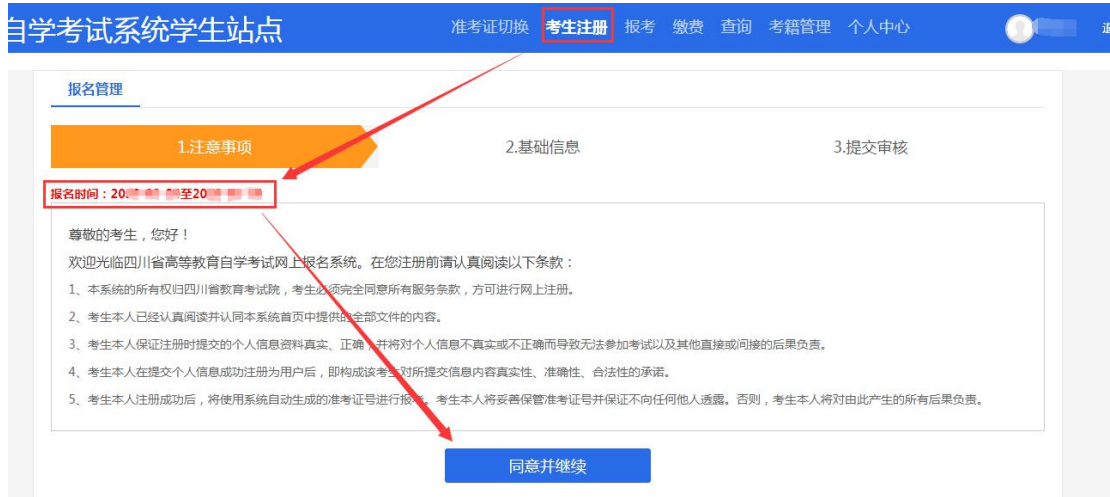 自学考试系统学生站点
准考证切换 考生注册 报考 缴费 查询 考籍管理 个人中心
报名管理
1.注意事项 2.基础信息 3.提交审核
报名时间：20 至20
尊敬的考生，您好！
欢迎光临四川省高等教育自学考试网上报名系统。在您注册前请认真阅读以下条款：
1、本系统的所有权归四川省教育考试院，考生必须完全同意所有服务条款，方可进行网上注册。
2、考生本人已经认真阅读并认同本系统首页中提供的全部文件的内容。
3、考生本人保证注册时提交的个人信息资料真实、正确，并将对个人信息不真实或不正确而导致无法参加考试以及其他直接或间接的后果负责。
4、考生本人在提交个人信息成功注册为用户后，即构成该考生对所提交信息内容真实性、准确性、合法性的承诺。
5、考生本人注册成功后，将使用系统自动生成的准考证号进行报考。考生本人将妥善保管准考证号并保证不向任何他人透露。否则，考生本人将对由此产生的所有后果负责。
同意并继续